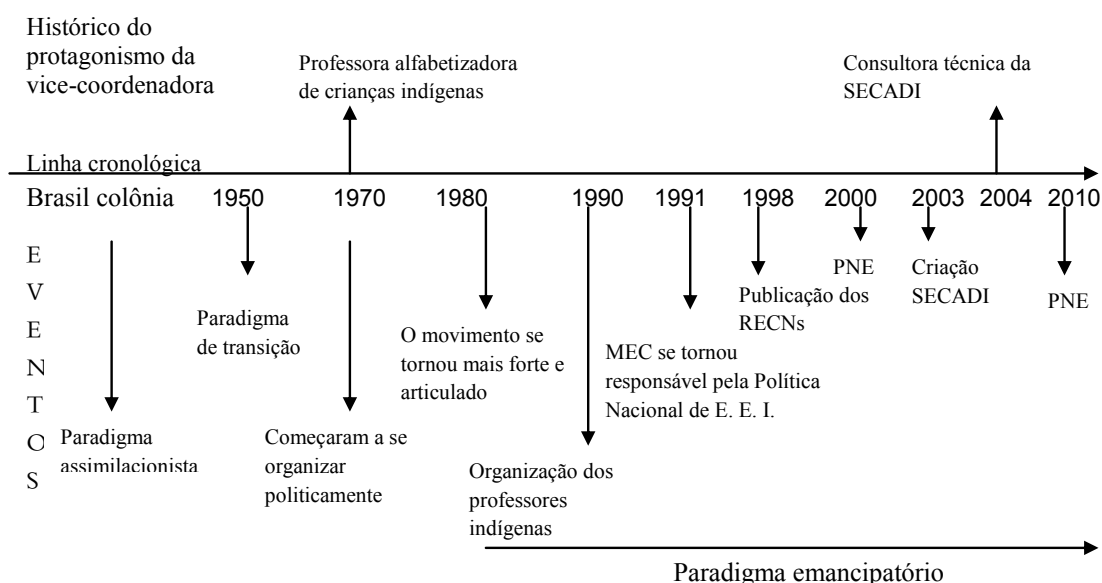 Histórico do
protagonismo da
vice-coordenadora
Professora alfabetizadora
de crianças indígenas
Consultora técnica da
SECADI
Linha cronológica
Brasil colônia 1950 1970 1980 1990 1991 1998 2000 2003 2004 2010
E
V
E
N
T
O
S
Paradigma
assimilacionista
Paradigma
de transição
Começaram a se
organizar
politicamente
O movimento se
tornou mais forte e
articulado
Organização dos
professores
indígenas
MEC se tornou
responsável pela Política
Nacional de E. E. I.
Publicação dos
RECNs
PNE
Criação
SECADI
PNE
Paradigma emancipatório